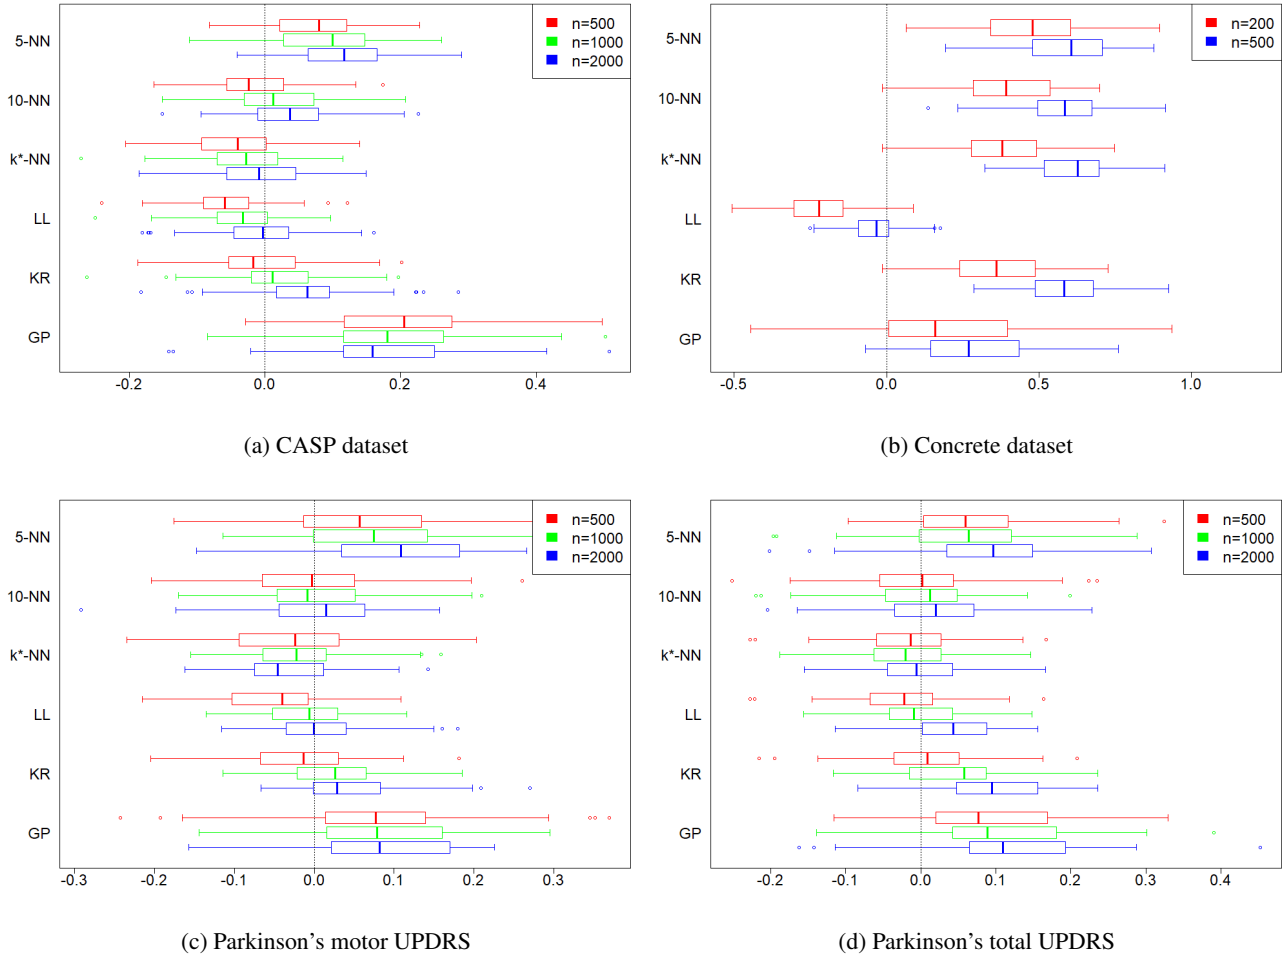 5-NN
10-NN
k*-NN
LL
KR
GP
n=500
n=1000
n=2000
-0.2 0.0 0.2 0.4
(a) CASP dataset
5-NN
10-NN
k*-NN
LL
KR
GP
n=200
n=500
-0.5 0.0 0.5 1.0
(b) Concrete dataset
5-NN
10-NN
k*-NN
LL
KR
GP
n=500
n=1000
n=2000
-0.3 -0.2 -0.1 0.0 0.1 0.2 0.3
(c) Parkinson's motor UPDRS
5-NN
10-NN
k*-NN
LL
KR
GP
n=500
n=1000
n=2000
-0.2 -0.1 0.0 0.1 0.2 0.3 0.4
(d) Parkinson's total UPDRS